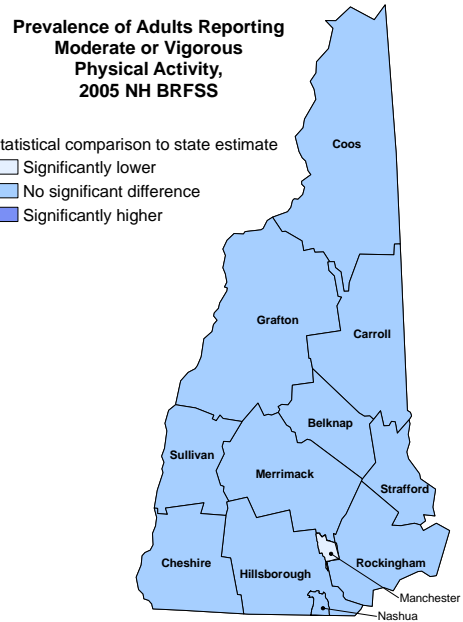 Prevalence of Adults Reporting
Moderate or Vigorous
Physical Activity,
2005 NH BRFSS
tatistical comparison to state estimate
Significantly lower
No significant difference
Significantly higher
Coos
Grafton
Carroll
Belknap
Sullivan
Merrimack
Strafford
Cheshire
Hillsborough
Rockingham
Manchester
Nashua